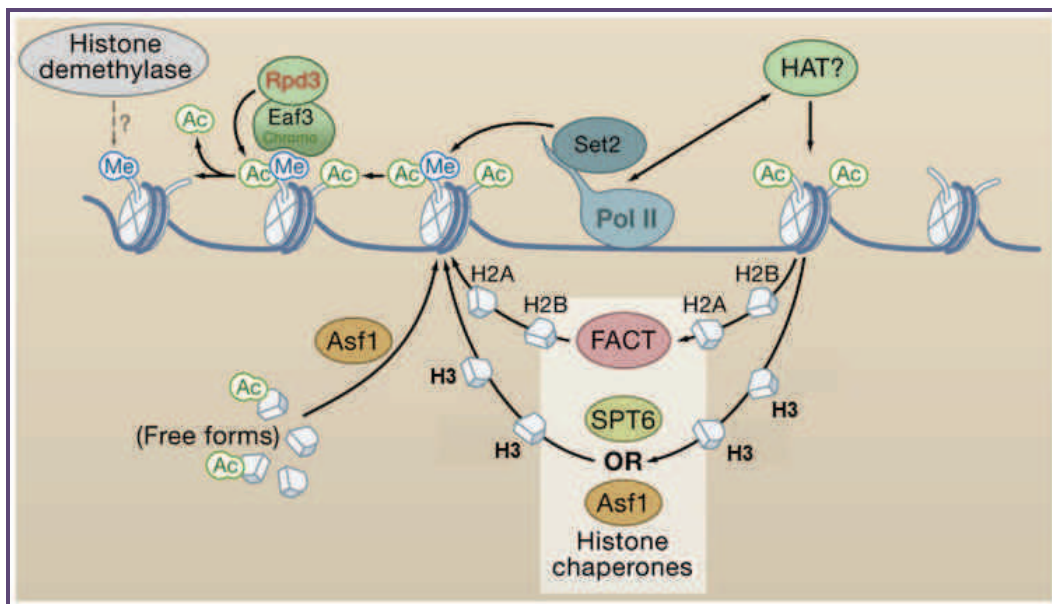 Histone
demethylase
?
Rpd3
Eaf3
Chromo
HAT?
Set2
Pol II
Ac
Me
Ac
Me
Ac
Ac
Me
Ac
Ac
Ac
H2A
H2B
H2A
H2B
FACT
Asf1
H3
H3
H3
H3
SPT6
OR
Asf1
Histone
chaperones
Ac
(Free forms)
Ac